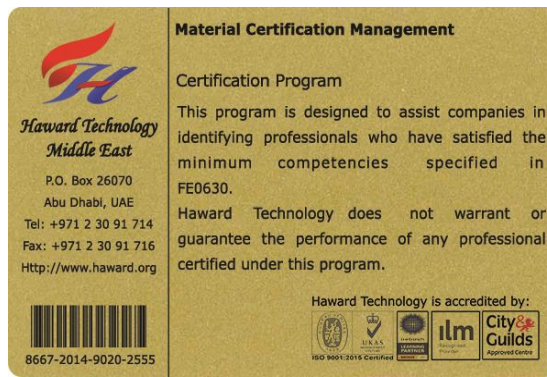 Haward Technology
Middle East
P.O. Box 26070
Abu Dhabi, UAE
Tel: +971 2 30 91 714
Fax: +971 2 30 91 716
Http://www.haward.org
8667-2014-9020-2555
Material Certification Management
Certification Program
This program is designed to assist companies in
identifying professionals who have satisfied the
minimum competencies specified in
FE0630.
Haward Technology does not warrant or
guarantee the performance of any professional
certified under this program.
Haward Technology is accredited by:
UKAS
ISO 9001:2015 Certified
LEARNING
PARTNER
ilm
Recognised
Provider
City&
Guilds
Approved Centre